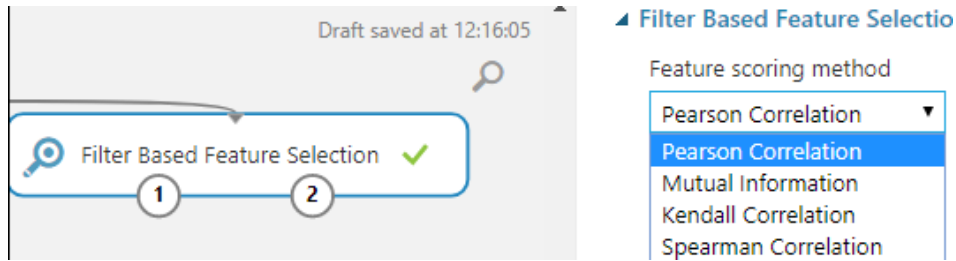 Draft saved at 12:16:05
Filter Based Feature Selection
1
2
Filter Based Feature Selectio
Feature scoring method
Pearson Correlation
Pearson Correlation
Mutual Information
Kendall Correlation
Spearman Correlation